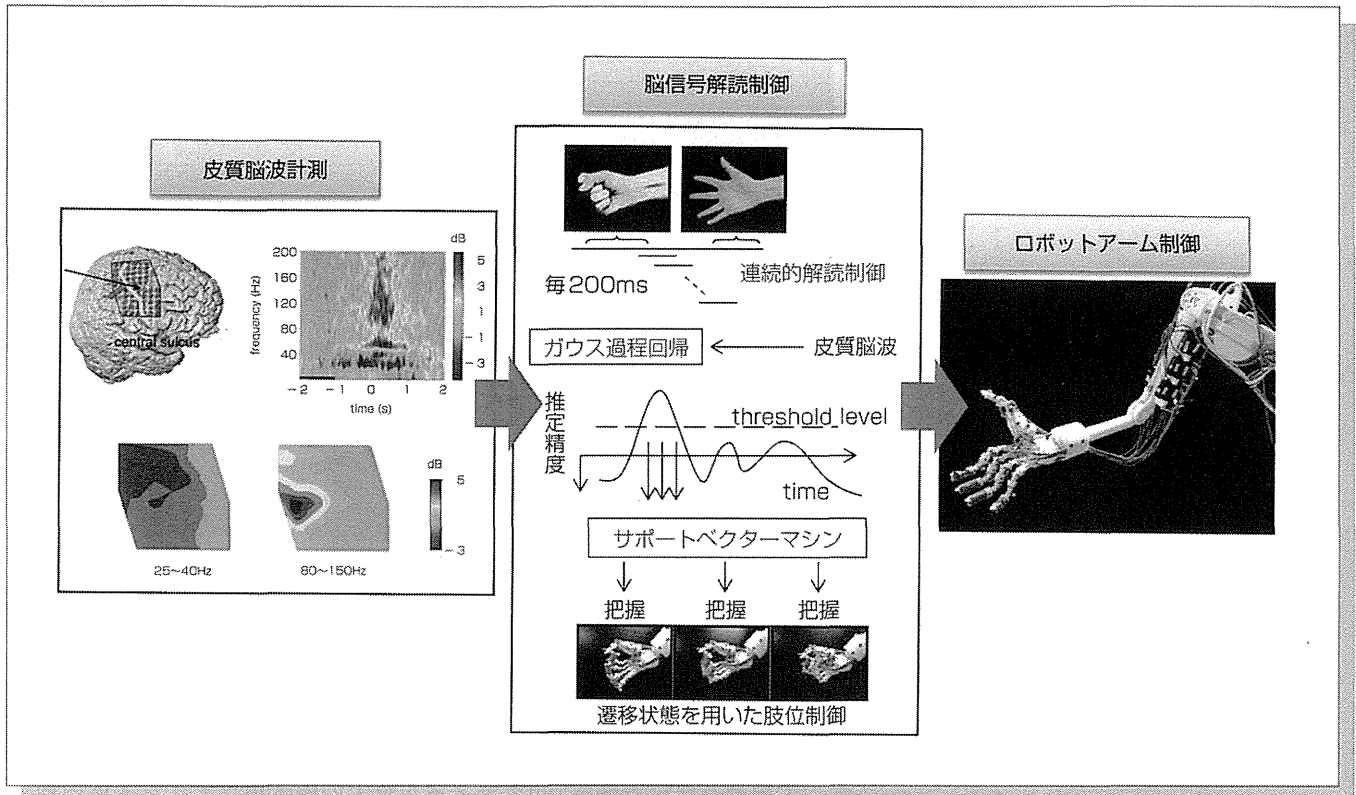 皮質脳波計測
central sulcus
frequency (Hz)
200
160
120
80
40
-2
-1
0
1
2
time (s)
dB
5
3
1
-1
-3
25~40Hz
80~150Hz
dB
5
-3
脳信号解読制御
毎200ms
連続的解読制御
ガウス過程回帰
皮質脳波
推定精度
threshold level
time
サポートベクターマシン
把握 把握 把握
遷移状態を用いた肢位制御
ロボットアーム制御